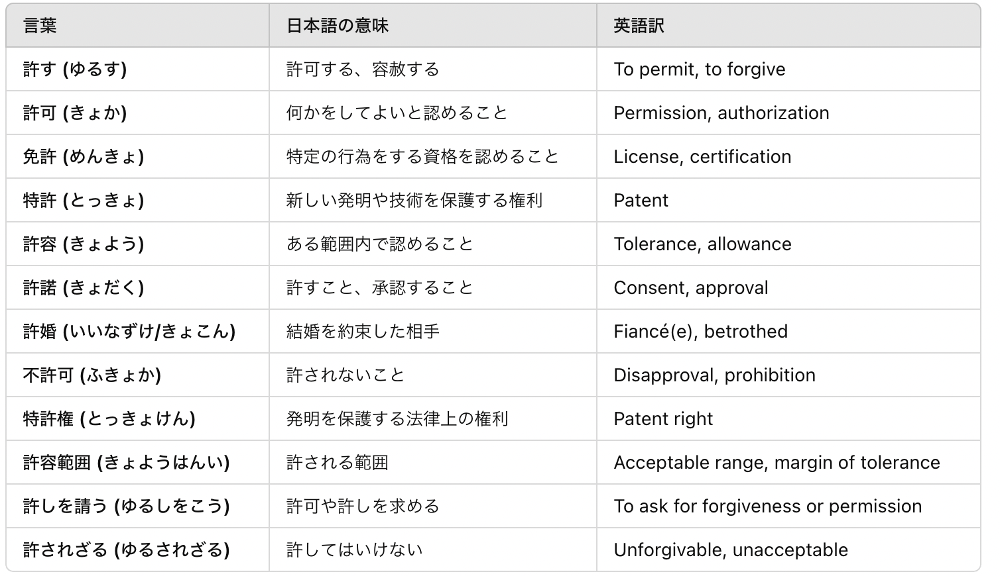 言葉 日本語の意味 英語訳
許す (ゆるす) 許可する、容赦する To permit, to forgive
許可 (きょか) 何かをしてよいと認めること Permission, authorization
免許 (めんきょ) 特定の行為をする資格を認めること License, certification
特許 (とっきょ) 新しい発明や技術を保護する権利 Patent
許容 (きょよう) ある範囲内で認めること Tolerance, allowance
許諾 (きょだく) 許すこと、承認すること Consent, approval
許婚 (いいなずけ/きょこん) 結婚を約束した相手 Fiancé(e), betrothed
不許可 (ふきょか) 許されないこと Disapproval, prohibition
特許権 (とっきょけん) 発明を保護する法律上の権利 Patent right
許容範囲 (きょようはんい) 許される範囲 Acceptable range, margin of tolerance
許しを請う (ゆるしをこう) 許可や許しを求める To ask for forgiveness or permission
許されざる (ゆるされざる) 許してはいけない Unforgivable, unacceptable